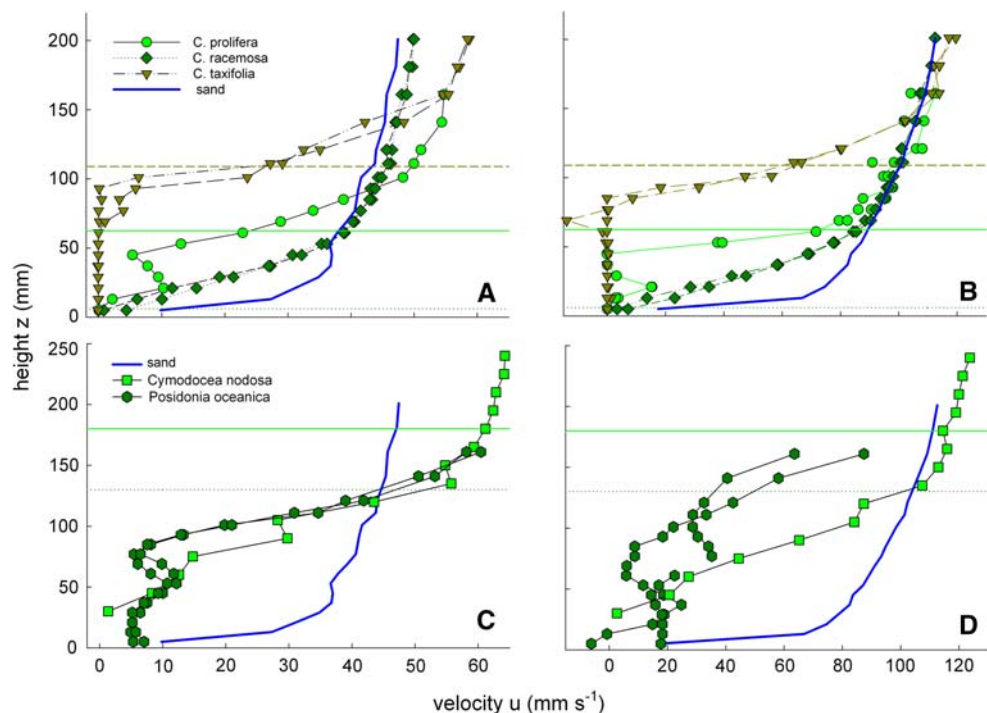 A
B
C. prolifera
C. racemosa
C. taxifolia
sand
200
150
100
50
0
sand
Cymodocea nodosa
Posidonia oceanica
250
200
150
100
50
0
C
D
0 10 20 30 40 50 60
0 20 40 60 80 100 120
height z (mm)
velocity u (mm s⁻¹)